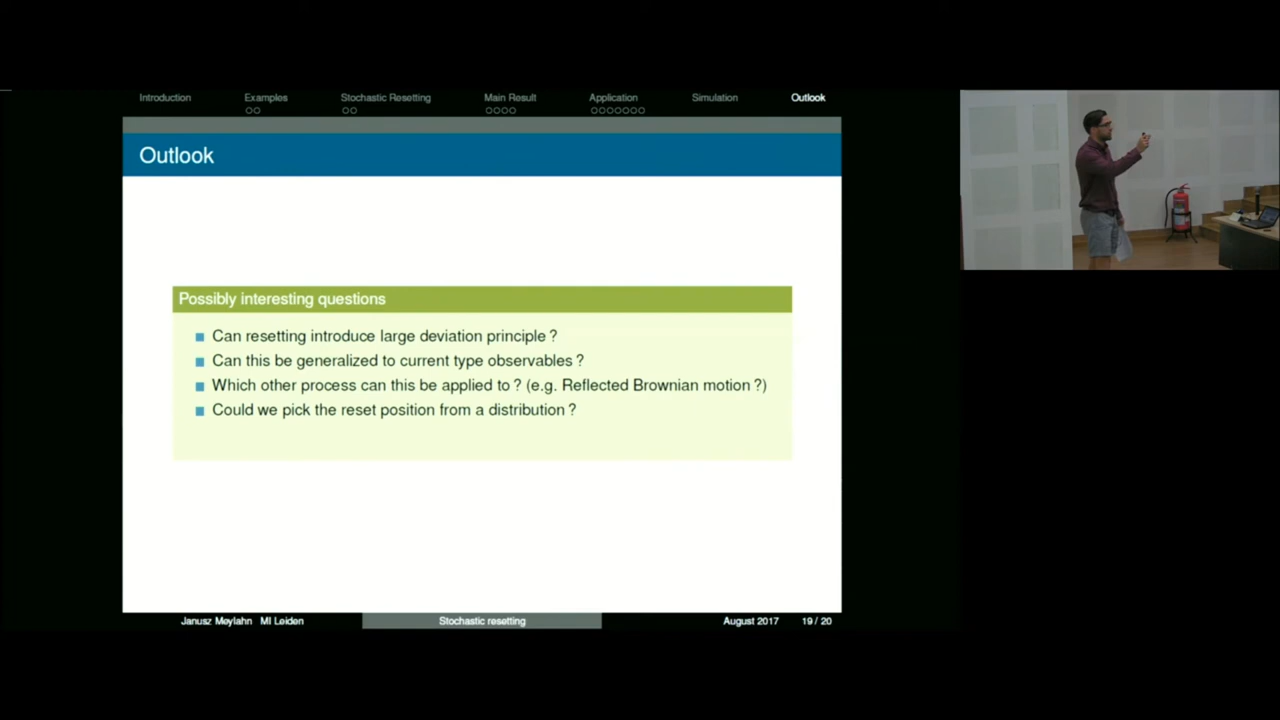 Introduction Examples Stochastic Resetting Main Result Application Simulation Outlook
Outlook
Possibly interesting questions
Can resetting introduce large deviation principle ?
Can this be generalized to current type observables ?
Which other process can this be applied to ? (e.g. Reflected Brownian motion ?)
Could we pick the reset position from a distribution ?
Janusz Meylahn MI Leiden Stochastic resetting August 2017 19 / 20